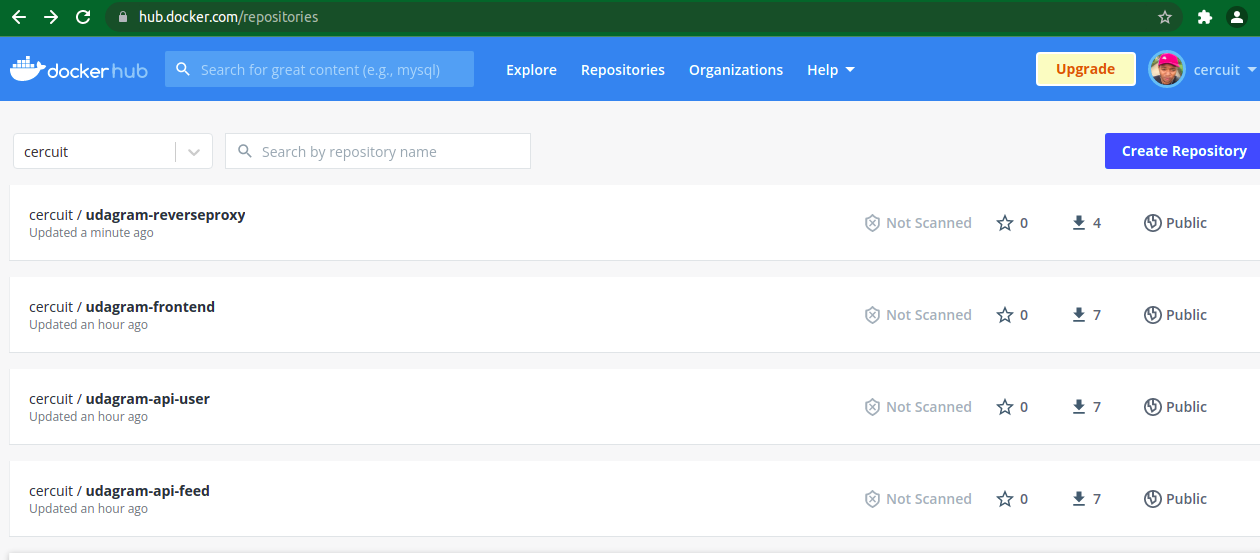 hub.docker.com/repositories
docker hub Search for great content (e.g., mysql) Explore Repositories Organizations Help Upgrade cercuit
cercuit Search by repository name Create Repository
cercuit / udagram-reverseproxy
Updated a minute ago
Not Scanned 0 4 Public
cercuit / udagram-frontend
Updated an hour ago
Not Scanned 0 7 Public
cercuit / udagram-api-user
Updated an hour ago
Not Scanned 0 7 Public
cercuit / udagram-api-feed
Updated an hour ago
Not Scanned 0 7 Public